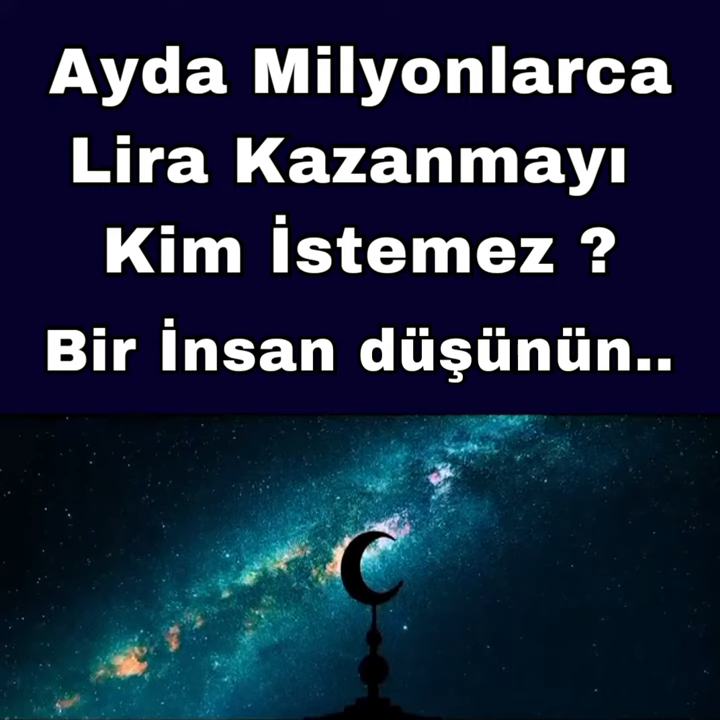 Ayda Milyonlarca
Lira Kazanmayı
Kim İstemez ?
Bir İnsan düşünün..